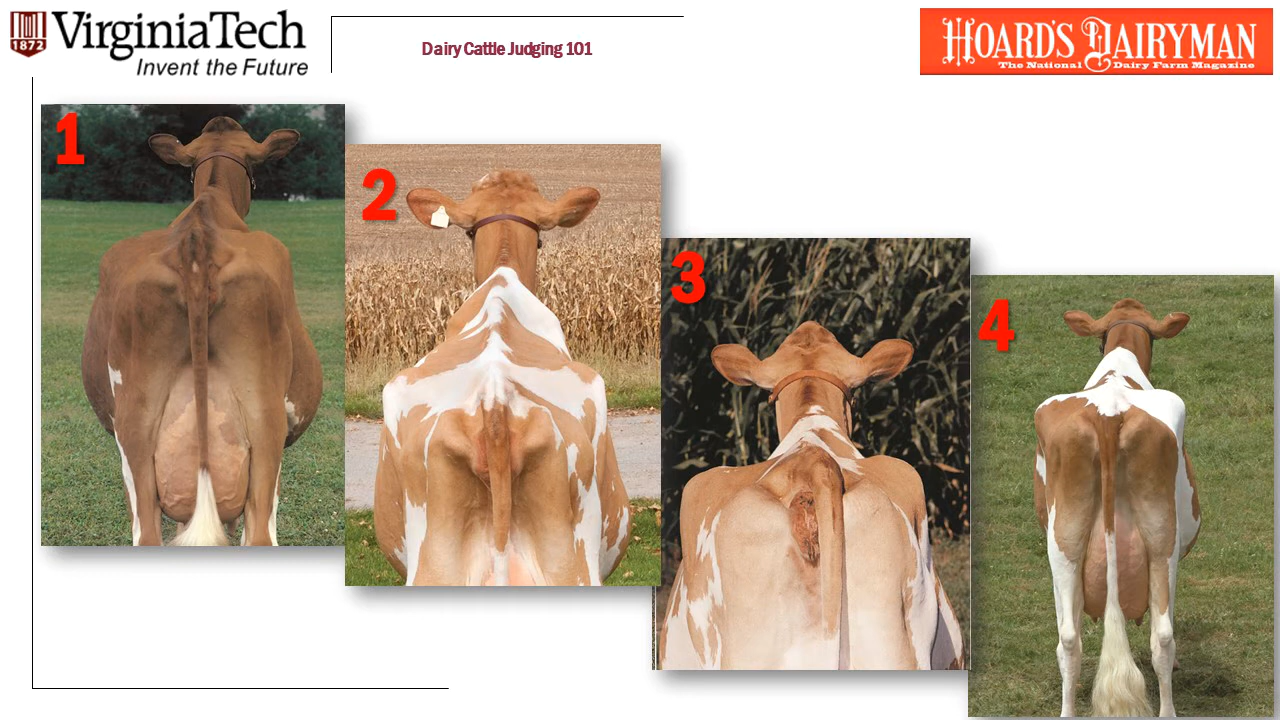 1872
VirginiaTech
Invent the Future
Dairy Cattle Judging 101
HOARD'S DAIRYMAN
The National Dairy Farm Magazine
1
2
3
4